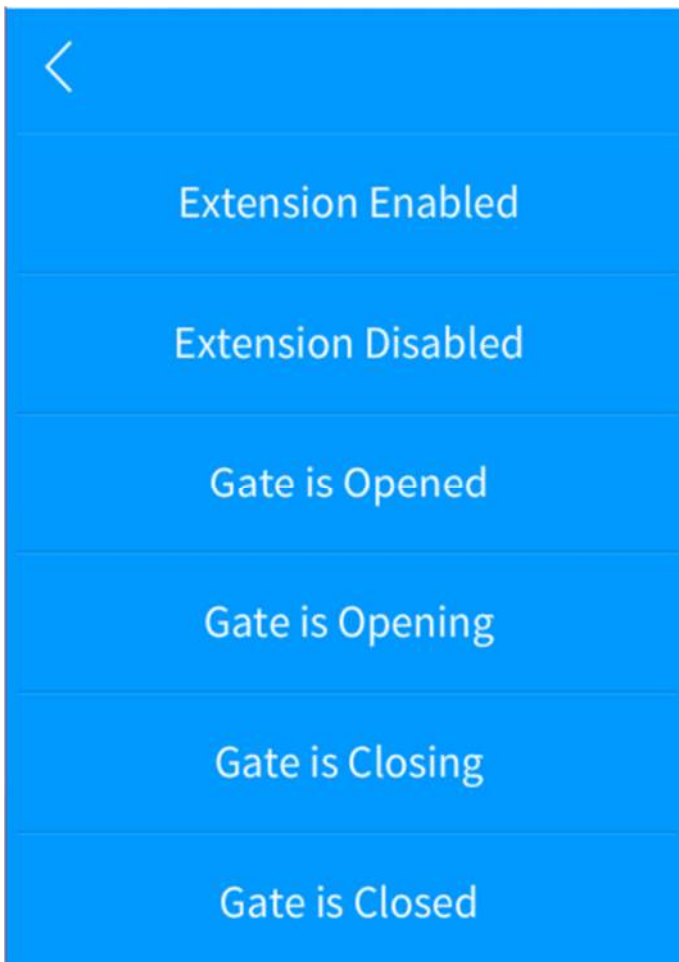 Extension Enabled
Extension Disabled
Gate is Opened
Gate is Opening
Gate is Closing
Gate is Closed